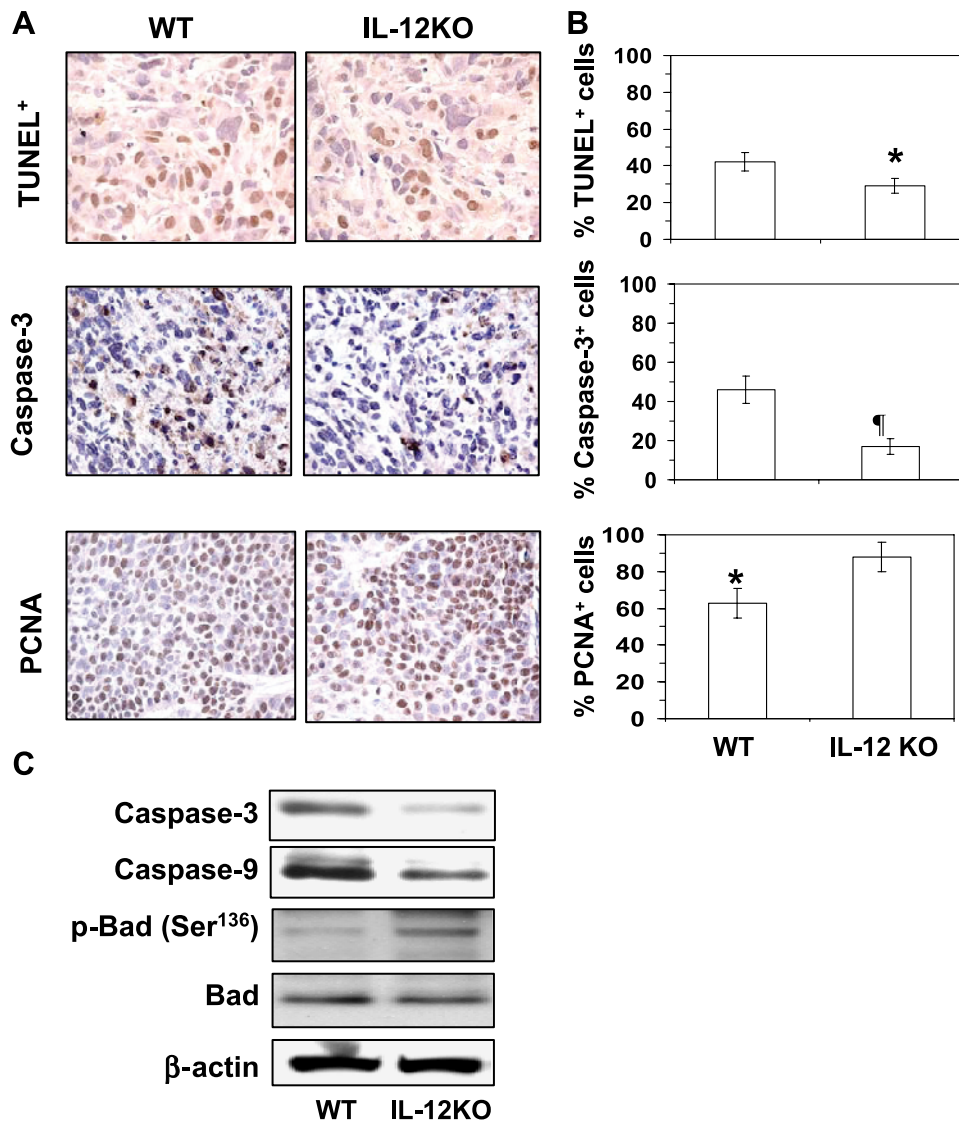 A
WT
IL-12KO
B
TUNEL⁺
% TUNEL⁺ cells
100
80
60
40
20
0
*
Caspase-3
% Caspase-3⁺ cells
100
80
60
40
20
0
¶
PCNA
% PCNA⁺ cells
100
80
60
40
20
0
*
WT
IL-12 KO
C
Caspase-3
Caspase-9
p-Bad (Ser¹³⁶)
Bad
β-actin
WT
IL-12KO